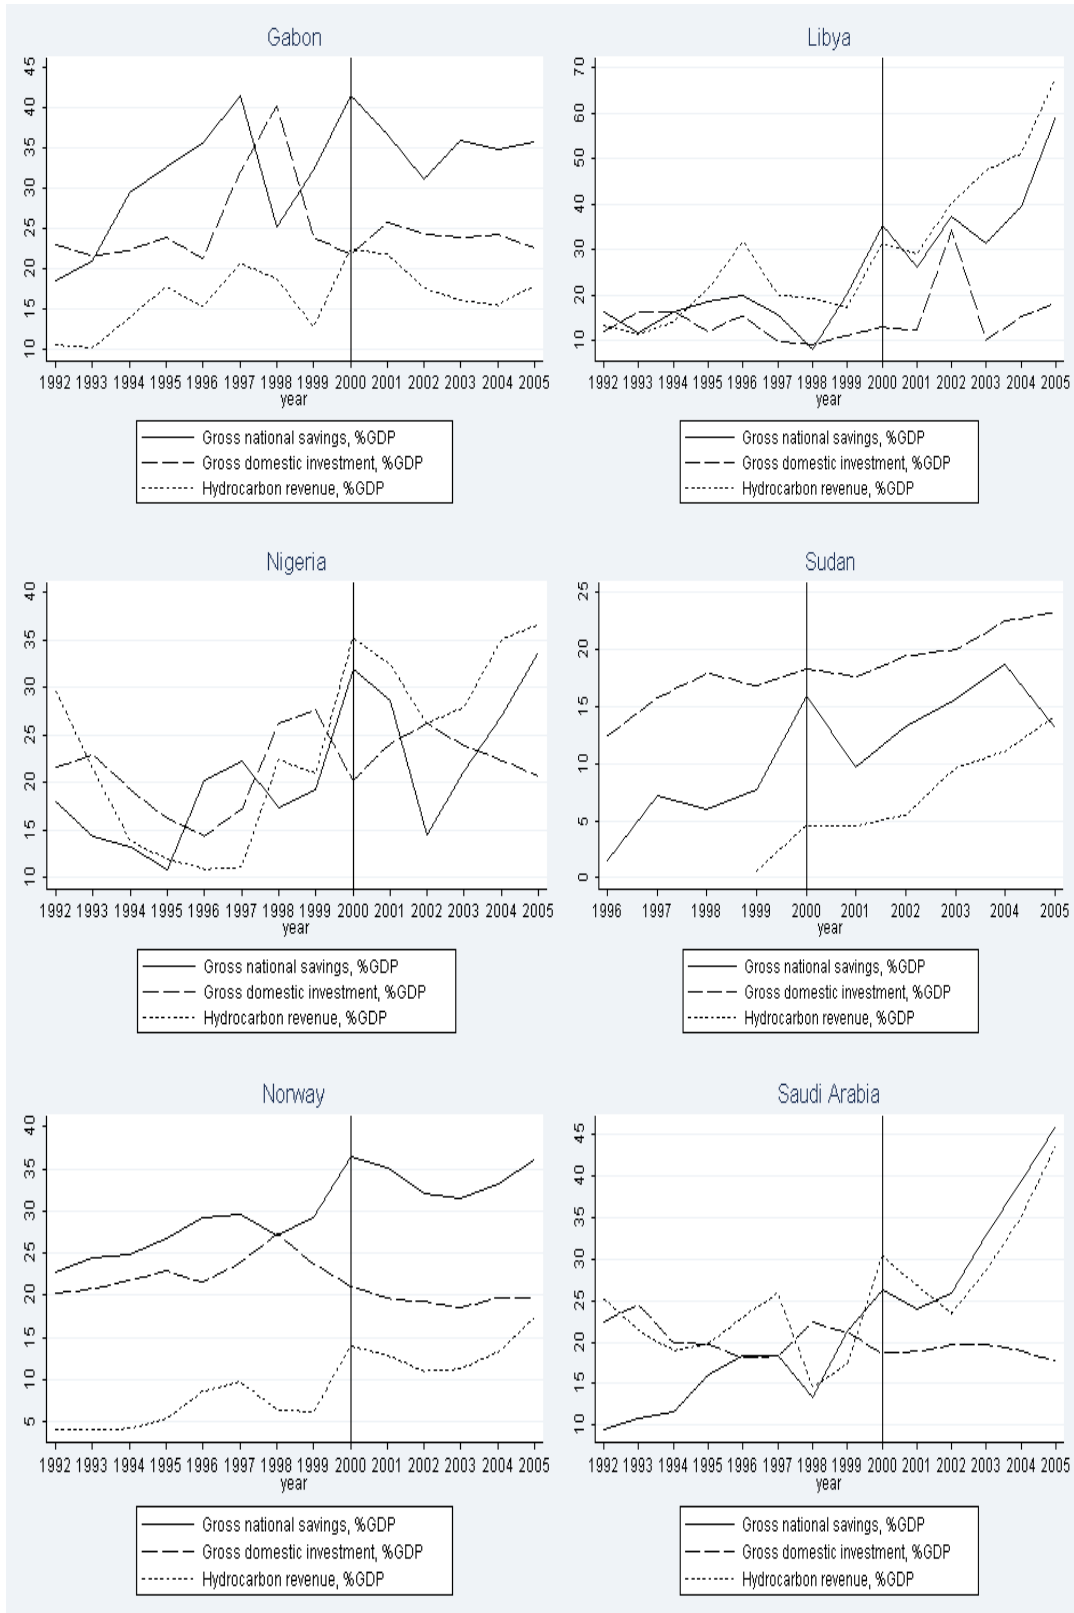 Gabon
45
40
35
30
25
20
15
10
1992 1993 1994 1995 1996 1997 1998 1999 2000 2001 2002 2003 2004 2005
year
Gross national savings, %GDP
Gross domestic investment, %GDP
Hydrocarbon revenue, %GDP
Libya
70
60
50
40
30
20
10
1992 1993 1994 1995 1996 1997 1998 1999 2000 2001 2002 2003 2004 2005
year
Gross national savings, %GDP
Gross domestic investment, %GDP
Hydrocarbon revenue, %GDP
Nigeria
40
35
30
25
20
15
10
1992 1993 1994 1995 1996 1997 1998 1999 2000 2001 2002 2003 2004 2005
year
Gross national savings, %GDP
Gross domestic investment, %GDP
Hydrocarbon revenue, %GDP
Sudan
25
20
15
10
5
0
1996 1997 1998 1999 2000 2001 2002 2003 2004 2005
year
Gross national savings, %GDP
Gross domestic investment, %GDP
Hydrocarbon revenue, %GDP
Norway
40
35
30
25
20
15
10
5
1992 1993 1994 1995 1996 1997 1998 1999 2000 2001 2002 2003 2004 2005
year
Gross national savings, %GDP
Gross domestic investment, %GDP
Hydrocarbon revenue, %GDP
Saudi Arabia
45
40
35
30
25
20
15
10
1992 1993 1994 1995 1996 1997 1998 1999 2000 2001 2002 2003 2004 2005
year
Gross national savings, %GDP
Gross domestic investment, %GDP
Hydrocarbon revenue, %GDP